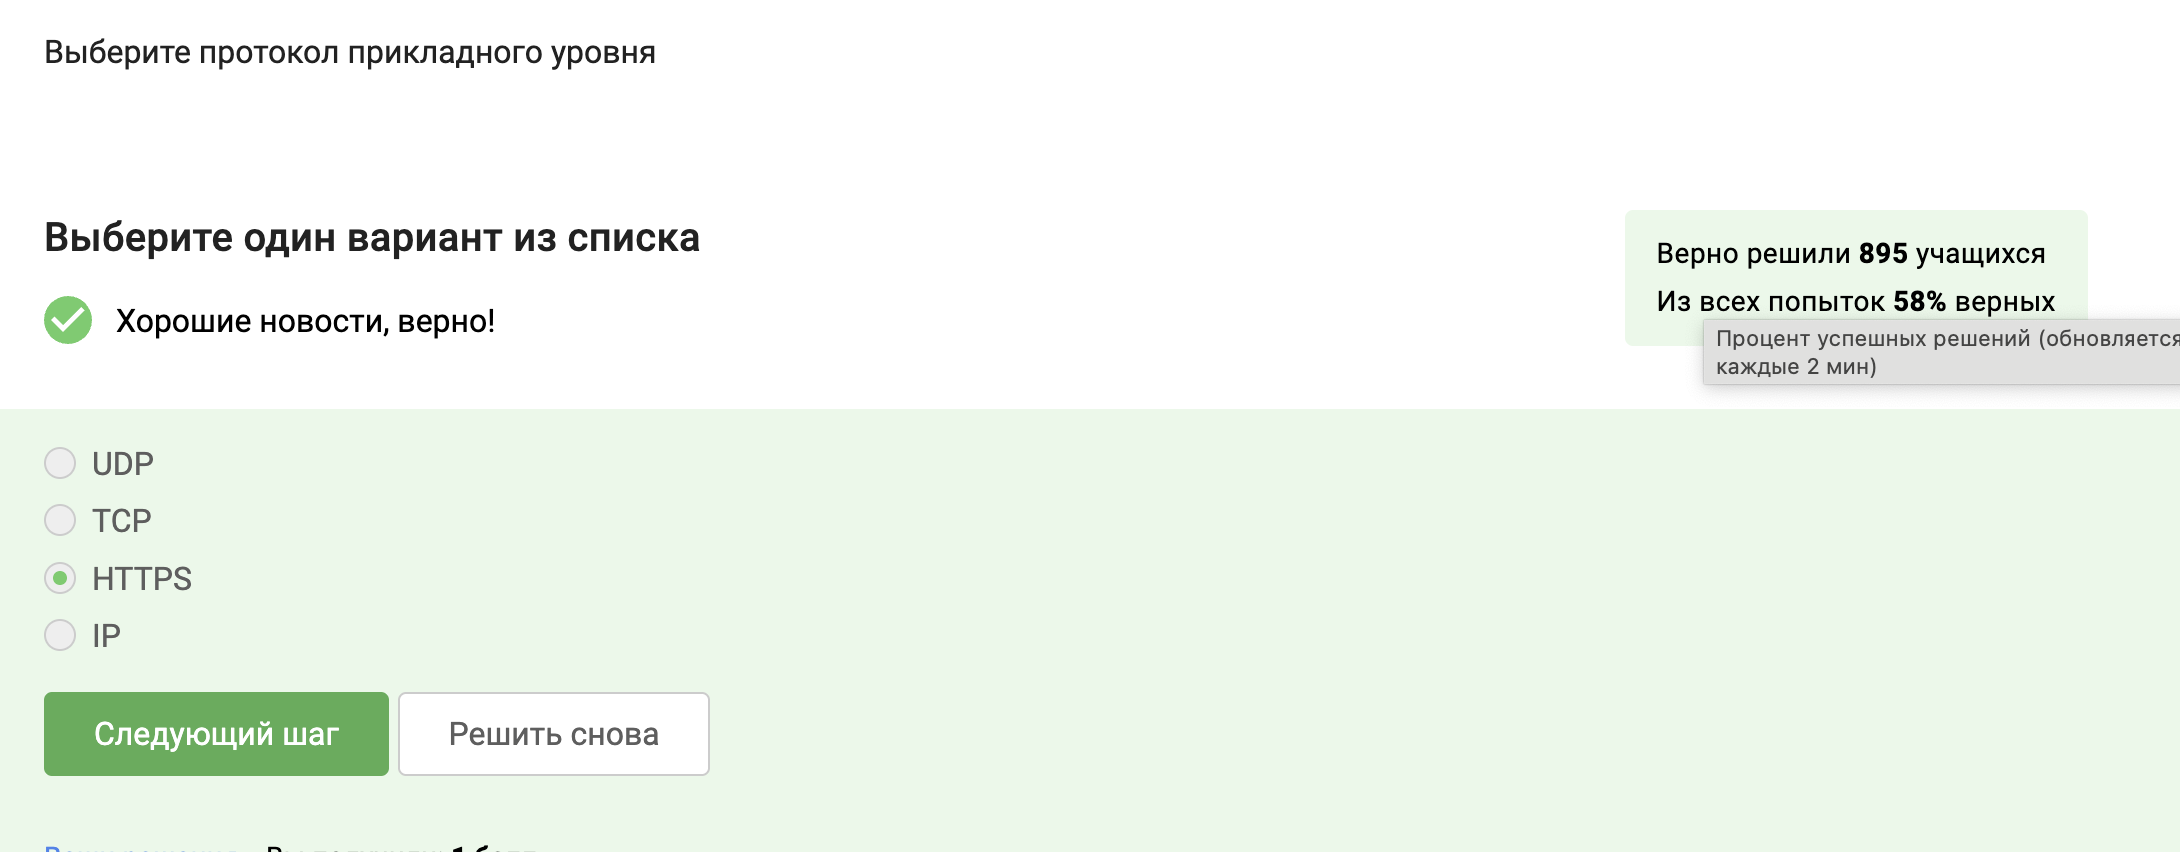 Выберите протокол прикладного уровня
Выберите один вариант из списка
Хорошие новости, верно!
Верно решили 895 учащихся
Из всех попыток 58% верных
Процент успешных решений (обновляется
каждые 2 мин)
UDP
TCP
HTTPS
IP
Следующий шаг
Решить снова